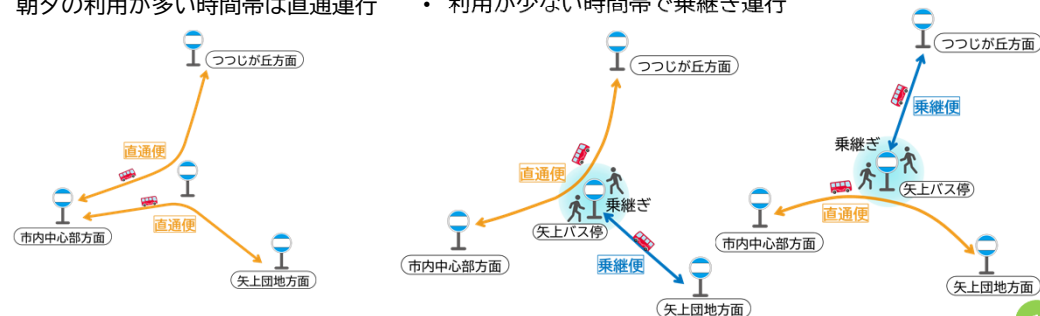 朝夕の利用が多い時間帯は直通運行
• 利用が少ない時間帯で乗継ぎ運行
つつじが丘方面
直通便
直通便
市内中心部方面
矢上団地方面
つつじが丘方面
直通便
乗継ぎ
矢上バス停
市内中心部方面
乗継便
矢上団地方面
つつじが丘方面
乗継便
乗継ぎ
矢上バス停
直通便
市内中心部方面
矢上団地方面